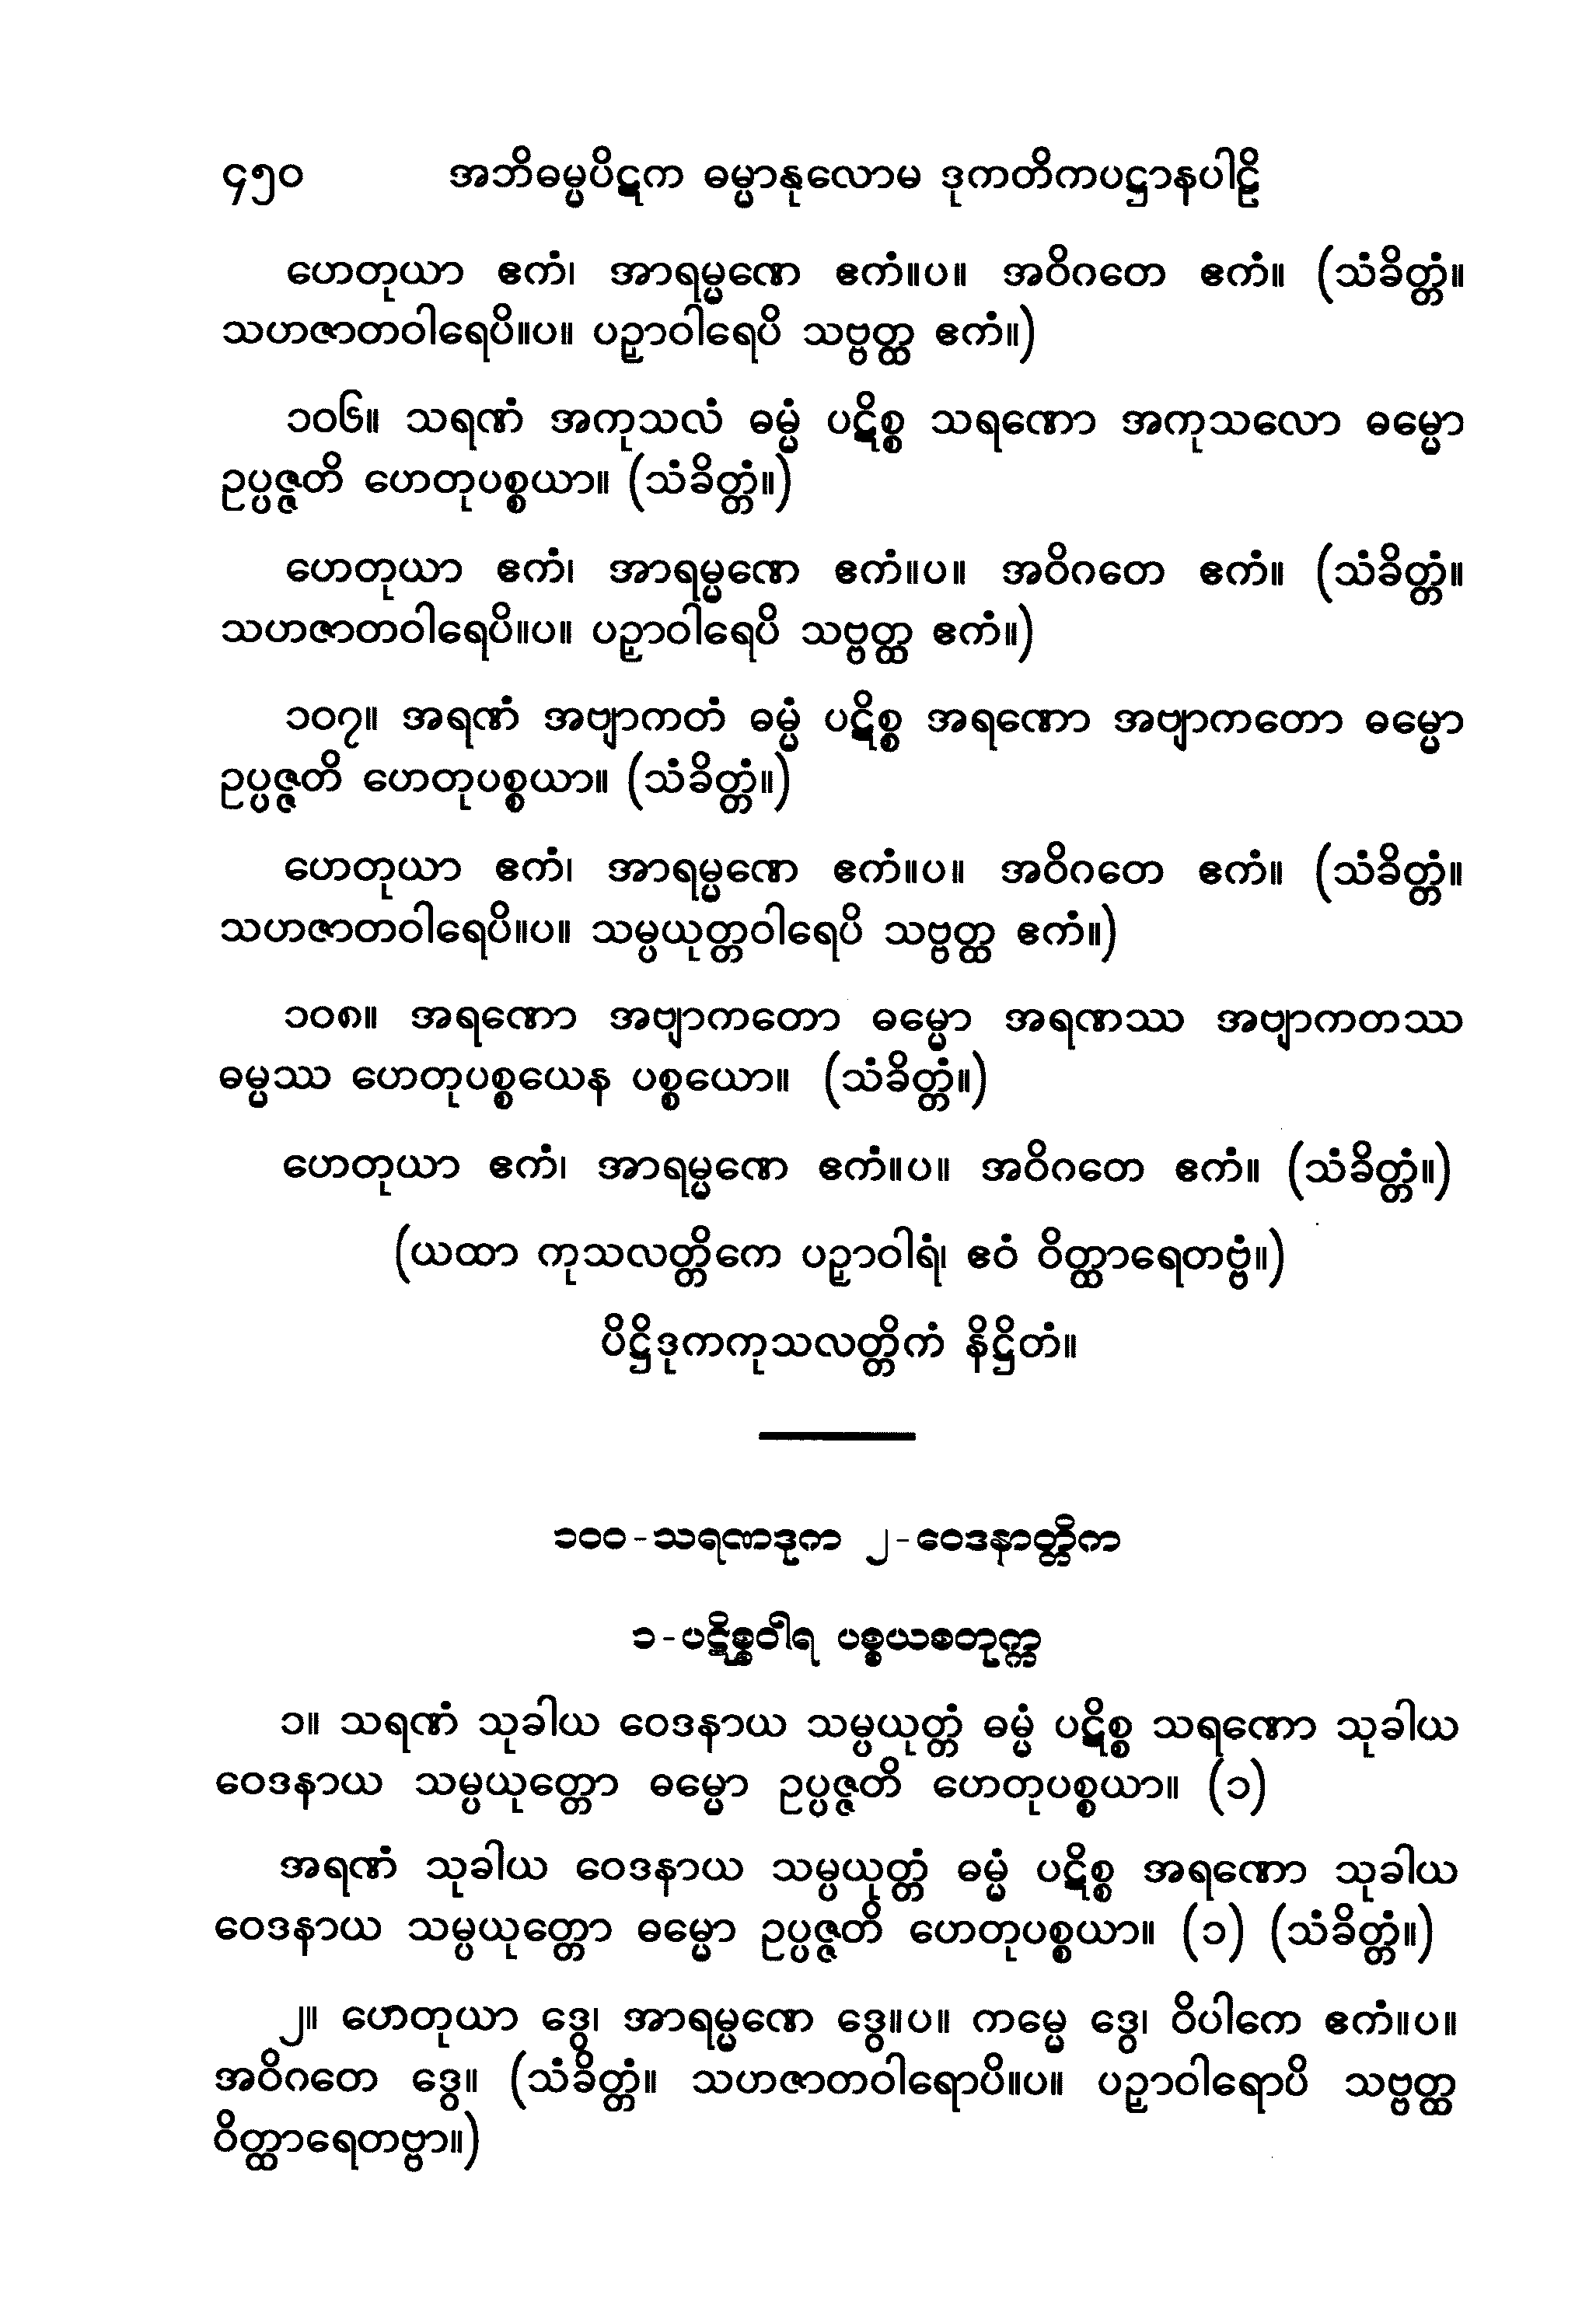 ၄၅၀ အဘိဓမ္မပိဋက ဓမ္မာနုလောမ ဒုကတိကပဋ္ဌာနပါဠိ
ဟေတုယာ ဧကံ၊ အာရမ္မဏေ ဧကံ။ပ။ အဝိဂတေ ဧကံ။ (သံခိတ္တံ။
သဟဇာတဝါရေပိ။ပ။ ပဉှာဝါရေပိ သဗ္ဗတ္ထ ဧကံ။)
၁၀၆။ သရဏံ အကုသလံ ဓမ္မံ ပဋိစ္စ သရဏော အကုသလော ဓမ္မော
ဥပ္ပဇ္ဇတိ ဟေတုပစ္စယာ။ (သံခိတ္တံ။)
ဟေတုယာ ဧကံ၊ အာရမ္မဏေ ဧကံ။ပ။ အဝိဂတေ ဧကံ။ (သံခိတ္တံ။
သဟဇာတဝါရေပိ။ပ။ ပဉှာဝါရေပိ သဗ္ဗတ္ထ ဧကံ။)
၁၀၇။ အရဏံ အဗျာကတံ ဓမ္မံ ပဋိစ္စ အရဏော အဗျာကတော ဓမ္မော
ဥပ္ပဇ္ဇတိ ဟေတုပစ္စယာ။ (သံခိတ္တံ။)
ဟေတုယာ ဧကံ၊ အာရမ္မဏေ ဧကံ။ပ။ အဝိဂတေ ဧကံ။ (သံခိတ္တံ။
သဟဇာတဝါရေပိ။ပ။ သမ္ပယုတ္တဝါရေပိ သဗ္ဗတ္ထ ဧကံ။)
၁၀၈။ အရဏော အဗျာကတော ဓမ္မော အရဏဿ အဗျာကတဿ
ဓမ္မဿ ဟေတုပစ္စယေန ပစ္စယော။ (သံခိတ္တံ။)
ဟေတုယာ ဧကံ၊ အာရမ္မဏေ ဧကံ။ပ။ အဝိဂတေ ဧကံ။ (သံခိတ္တံ။)
(ယထာ ကုသလတ္တိကေ ပဉှာဝါရံ၊ ဧဝံ ဝိတ္ထာရေတဗ္ဗံ။)
ပိဋ္ဌိဒုကကုသလတ္တိကံ နိဋ္ဌိတံ။
၁၀၀-သရဏဒုက ၂-ဝေဒနာတ္တိက
၁-ပဋိစ္စဝါရ ပစ္စယစတုက္က
၁။ သရဏံ သုခါယ ဝေဒနာယ သမ္ပယုတ္တံ ဓမ္မံ ပဋိစ္စ သရဏော သုခါယ
ဝေဒနာယ သမ္ပယုတ္တော ဓမ္မော ဥပ္ပဇ္ဇတိ ဟေတုပစ္စယာ။ (၁)
အရဏံ သုခါယ ဝေဒနာယ သမ္ပယုတ္တံ ဓမ္မံ ပဋိစ္စ အရဏော သုခါယ
ဝေဒနာယ သမ္ပယုတ္တော ဓမ္မော ဥပ္ပဇ္ဇတိ ဟေတုပစ္စယာ။ (၁) (သံခိတ္တံ။)
၂။ ဟေတုယာ ဒွေ၊ အာရမ္မဏေ ဒွေ။ပ။ ကမ္မေ ဒွေ၊ ဝိပါကေ ဧကံ။ပ။
အဝိဂတေ ဒွေ။ (သံခိတ္တံ။ သဟဇာတဝါရောပိ။ပ။ ပဉှာဝါရောပိ သဗ္ဗတ္ထ
ဝိတ္ထာရေတဗ္ဗာ။)